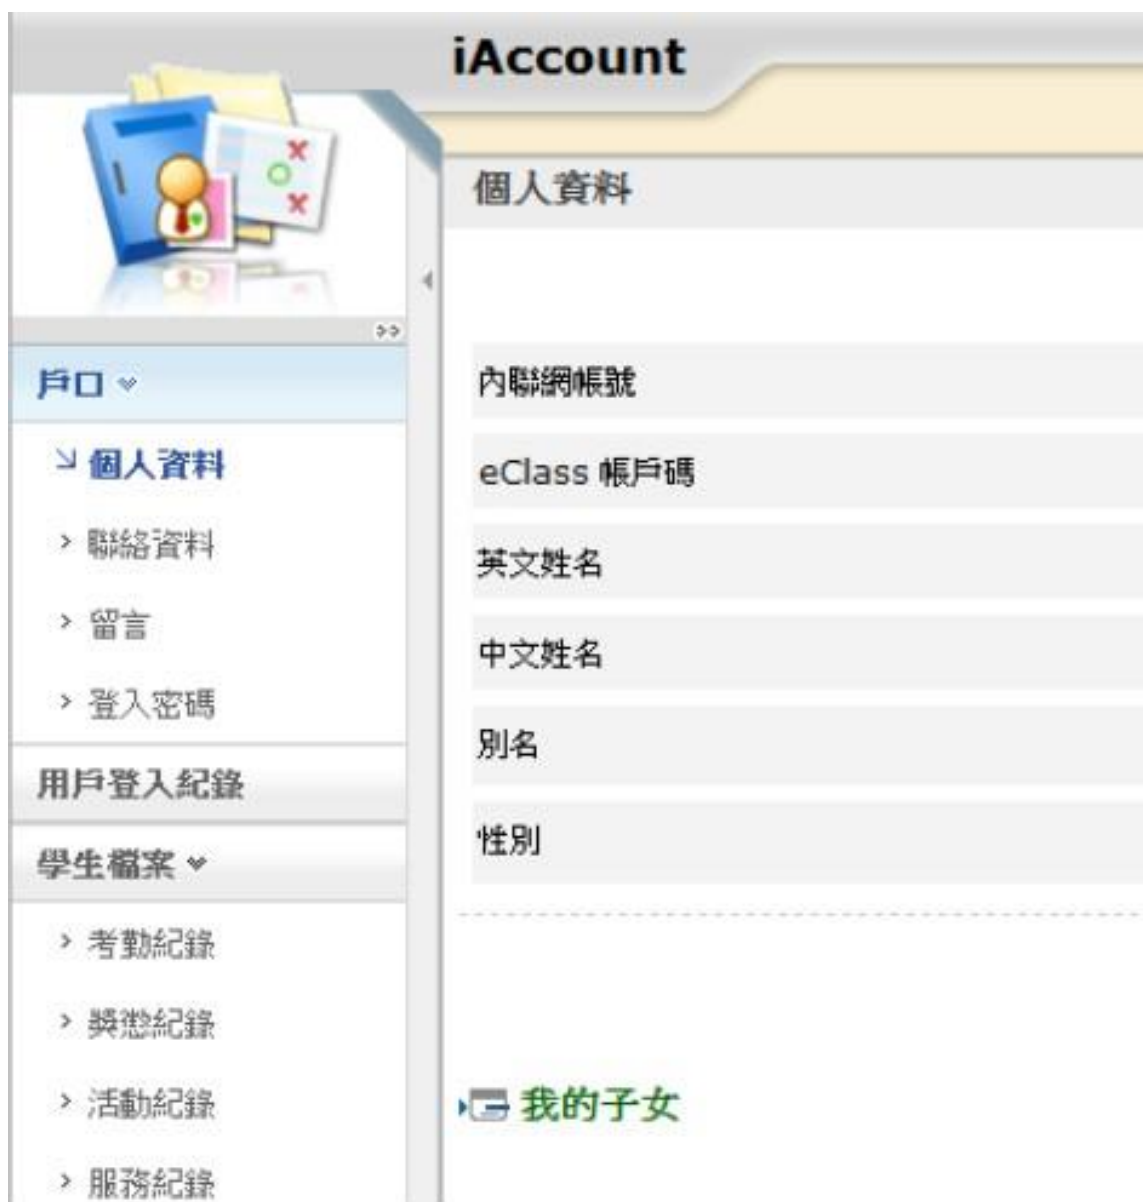 iAccount
個人資料
戶口
個人資料
聯絡資料
留言
登入密碼
用戶登入紀錄
學生檔案
考勤紀錄
獎懲紀錄
活動紀錄
服務紀錄
內聯網帳號
eClass 帳戶碼
英文姓名
中文姓名
別名
性別
我的子女